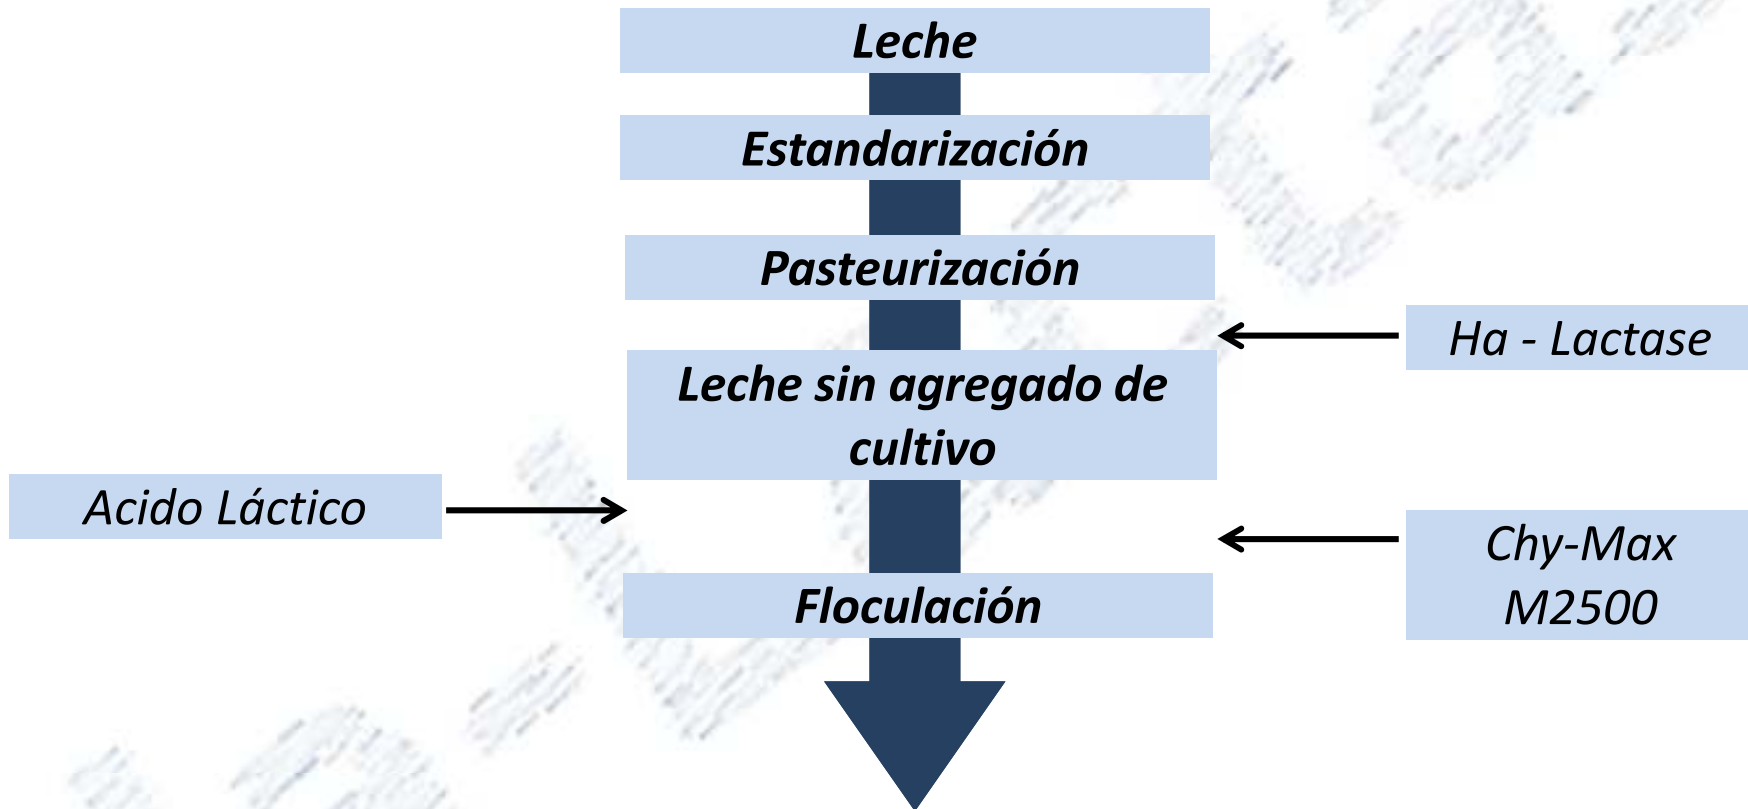 Leche
Estandarización
Pasteurización
Ha - Lactase
Leche sin agregado de
cultivo
Acido Láctico
Chy-Max
M2500
Floculación